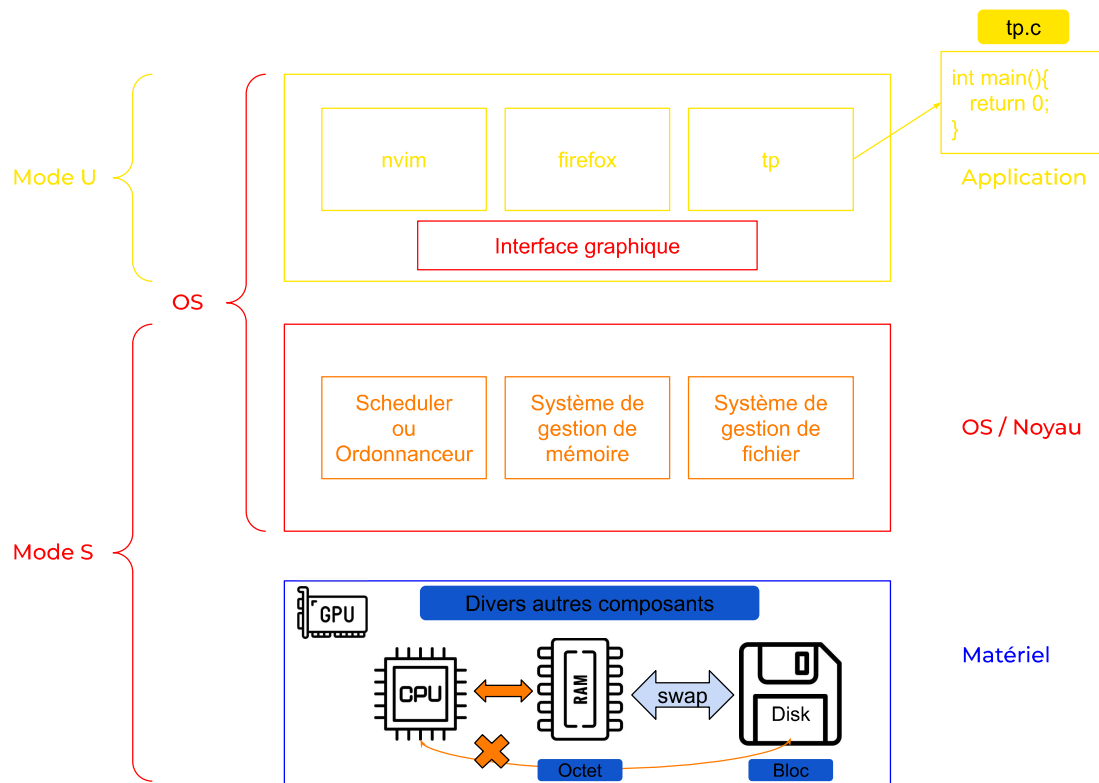 tp.c
int main(){
return 0;
}
nvim
firefox
tp
Mode U
Application
Interface graphique
OS
Scheduler
ou
Ordonnanceur
Système de
gestion de
mémoire
Système de
gestion de
fichier
OS / Noyau
Mode S
GPU
Divers autres composants
Matériel
CPU
RAM
swap
Disk
Octet
Bloc